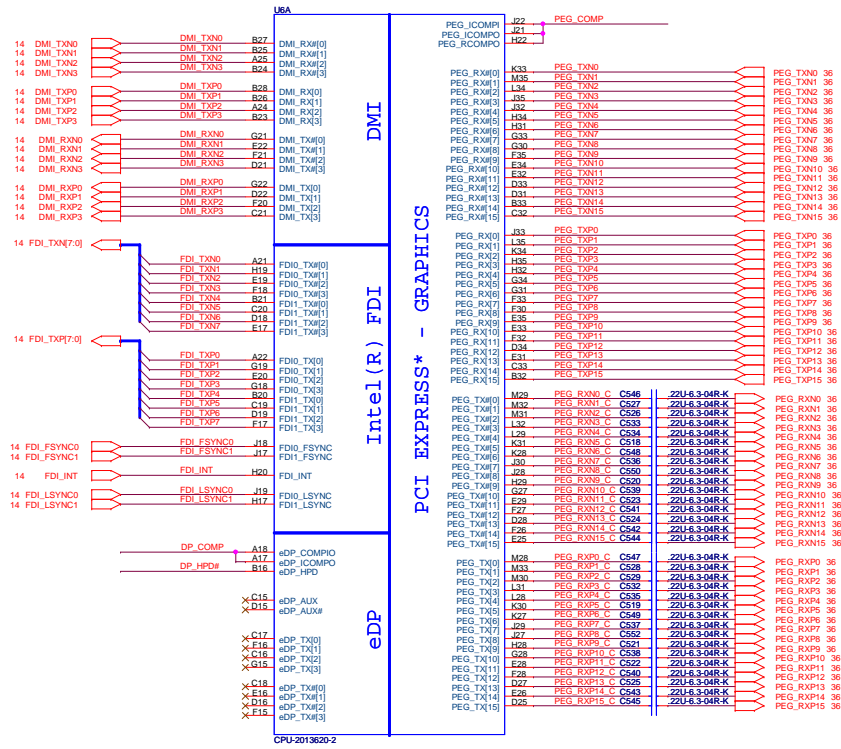 U6A
14 DMI_TXN0 DMI_TXN0 B27 DMI_RX#[0]
14 DMI_TXN1 DMI_TXN1 B25 DMI_RX#[1]
14 DMI_TXN2 DMI_TXN2 A25 DMI_RX#[2]
14 DMI_TXN3 DMI_TXN3 B24 DMI_RX#[3]
14 DMI_TXP0 DMI_TXP0 B28 DMI_RX[0]
14 DMI_TXP1 DMI_TXP1 B26 DMI_RX[1]
14 DMI_TXP2 DMI_TXP2 A24 DMI_RX[2]
14 DMI_TXP3 DMI_TXP3 B23 DMI_RX[3]
14 DMI_RXN0 DMI_RXN0 G21 DMI_TX#[0]
14 DMI_RXN1 DMI_RXN1 E22 DMI_TX#[1]
14 DMI_RXN2 DMI_RXN2 F21 DMI_TX#[2]
14 DMI_RXN3 DMI_RXN3 D21 DMI_TX#[3]
14 DMI_RXP0 DMI_RXP0 G22 DMI_TX[0]
14 DMI_RXP1 DMI_RXP1 D22 DMI_TX[1]
14 DMI_RXP2 DMI_RXP2 F20 DMI_TX[2]
14 DMI_RXP3 DMI_RXP3 C21 DMI_TX[3]
DMI
14 FDI_TXN[7:0]
FDI_TXN0 A21 FDI0_TX#[0]
FDI_TXN1 H19 FDI0_TX#[1]
FDI_TXN2 E19 FDI0_TX#[2]
FDI_TXN3 F18 FDI0_TX#[3]
FDI_TXN4 B21 FDI1_TX#[0]
FDI_TXN5 C20 FDI1_TX#[1]
FDI_TXN6 D18 FDI1_TX#[2]
FDI_TXN7 E17 FDI1_TX#[3]
14 FDI_TXP[7:0]
FDI_TXP0 A22 FDI0_TX[0]
FDI_TXP1 G19 FDI0_TX[1]
FDI_TXP2 E20 FDI0_TX[2]
FDI_TXP3 G18 FDI0_TX[3]
FDI_TXP4 B20 FDI1_TX[0]
FDI_TXP5 C19 FDI1_TX[1]
FDI_TXP6 D19 FDI1_TX[2]
FDI_TXP7 F17 FDI1_TX[3]
14 FDI_FSYNC0 FDI_FSYNC0 J18 FDI0_FSYNC
14 FDI_FSYNC1 FDI_FSYNC1 J17 FDI1_FSYNC
14 FDI_INT FDI_INT H20 FDI_INT
14 FDI_LSYNC0 FDI_LSYNC0 J19 FDI0_LSYNC
14 FDI_LSYNC1 FDI_LSYNC1 H17 FDI1_LSYNC
Intel(R) FDI
DP_COMP A18 eDP_COMPIO
A17 eDP_ICOMPO
DP_HPD# B16 eDP_HPD
C15 eDP_AUX
D15 eDP_AUX#
C17 eDP_TX[0]
F16 eDP_TX[1]
C16 eDP_TX[2]
G15 eDP_TX[3]
C18 eDP_TX#[0]
E16 eDP_TX#[1]
D16 eDP_TX#[2]
F15 eDP_TX#[3]
eDP
PCI EXPRESS* - GRAPHICS
PEG_ICOMPI J22 PEG_COMP
PEG_ICOMPO J21
PEG_RCOMPO H22
PEG_RX#[0] K33 PEG_TXN0 PEG_TXN0 36
PEG_RX#[1] M35 PEG_TXN1 PEG_TXN1 36
PEG_RX#[2] L34 PEG_TXN2 PEG_TXN2 36
PEG_RX#[3] J35 PEG_TXN3 PEG_TXN3 36
PEG_RX#[4] J32 PEG_TXN4 PEG_TXN4 36
PEG_RX#[5] H34 PEG_TXN5 PEG_TXN5 36
PEG_RX#[6] H31 PEG_TXN6 PEG_TXN6 36
PEG_RX#[7] G33 PEG_TXN7 PEG_TXN7 36
PEG_RX#[8] G30 PEG_TXN8 PEG_TXN8 36
PEG_RX#[9] F35 PEG_TXN9 PEG_TXN9 36
PEG_RX#[10] E34 PEG_TXN10 PEG_TXN10 36
PEG_RX#[11] E32 PEG_TXN11 PEG_TXN11 36
PEG_RX#[12] D33 PEG_TXN12 PEG_TXN12 36
PEG_RX#[13] D31 PEG_TXN13 PEG_TXN13 36
PEG_RX#[14] B33 PEG_TXN14 PEG_TXN14 36
PEG_RX#[15] C32 PEG_TXN15 PEG_TXN15 36
PEG_RX[0] J33 PEG_TXP0 PEG_TXP0 36
PEG_RX[1] L35 PEG_TXP1 PEG_TXP1 36
PEG_RX[2] K34 PEG_TXP2 PEG_TXP2 36
PEG_RX[3] H35 PEG_TXP3 PEG_TXP3 36
PEG_RX[4] H32 PEG_TXP4 PEG_TXP4 36
PEG_RX[5] G34 PEG_TXP5 PEG_TXP5 36
PEG_RX[6] G31 PEG_TXP6 PEG_TXP6 36
PEG_RX[7] F33 PEG_TXP7 PEG_TXP7 36
PEG_RX[8] F30 PEG_TXP8 PEG_TXP8 36
PEG_RX[9] E35 PEG_TXP9 PEG_TXP9 36
PEG_RX[10] E33 PEG_TXP10 PEG_TXP10 36
PEG_RX[11] F32 PEG_TXP11 PEG_TXP11 36
PEG_RX[12] D34 PEG_TXP12 PEG_TXP12 36
PEG_RX[13] E31 PEG_TXP13 PEG_TXP13 36
PEG_RX[14] C33 PEG_TXP14 PEG_TXP14 36
PEG_RX[15] B32 PEG_TXP15 PEG_TXP15 36
PEG_TX#[0] M29 PEG_RXN0_C C546 .22U-6.3-04R-K PEG_RXN0 36
PEG_TX#[1] M32 PEG_RXN1_C C527 .22U-6.3-04R-K PEG_RXN1 36
PEG_TX#[2] M31 PEG_RXN2_C C526 .22U-6.3-04R-K PEG_RXN2 36
PEG_TX#[3] L32 PEG_RXN3_C C533 .22U-6.3-04R-K PEG_RXN3 36
PEG_TX#[4] L29 PEG_RXN4_C C534 .22U-6.3-04R-K PEG_RXN4 36
PEG_TX#[5] K31 PEG_RXN5_C C518 .22U-6.3-04R-K PEG_RXN5 36
PEG_TX#[6] K28 PEG_RXN6_C C548 .22U-6.3-04R-K PEG_RXN6 36
PEG_TX#[7] J30 PEG_RXN7_C C536 .22U-6.3-04R-K PEG_RXN7 36
PEG_TX#[8] J28 PEG_RXN8_C C550 .22U-6.3-04R-K PEG_RXN8 36
PEG_TX#[9] H29 PEG_RXN9_C C520 .22U-6.3-04R-K PEG_RXN9 36
PEG_TX#[10] G27 PEG_RXN10_C C539 .22U-6.3-04R-K PEG_RXN10 36
PEG_TX#[11] E29 PEG_RXN11_C C523 .22U-6.3-04R-K PEG_RXN11 36
PEG_TX#[12] F27 PEG_RXN12_C C541 .22U-6.3-04R-K PEG_RXN12 36
PEG_TX#[13] D28 PEG_RXN13_C C524 .22U-6.3-04R-K PEG_RXN13 36
PEG_TX#[14] F26 PEG_RXN14_C C542 .22U-6.3-04R-K PEG_RXN14 36
PEG_TX#[15] E25 PEG_RXN15_C C544 .22U-6.3-04R-K PEG_RXN15 36
PEG_TX[0] M28 PEG_RXP0_C C547 .22U-6.3-04R-K PEG_RXP0 36
PEG_TX[1] M33 PEG_RXP1_C C528 .22U-6.3-04R-K PEG_RXP1 36
PEG_TX[2] M30 PEG_RXP2_C C529 .22U-6.3-04R-K PEG_RXP2 36
PEG_TX[3] L31 PEG_RXP3_C C532 .22U-6.3-04R-K PEG_RXP3 36
PEG_TX[4] L28 PEG_RXP4_C C535 .22U-6.3-04R-K PEG_RXP4 36
PEG_TX[5] K30 PEG_RXP5_C C519 .22U-6.3-04R-K PEG_RXP5 36
PEG_TX[6] K27 PEG_RXP6_C C549 .22U-6.3-04R-K PEG_RXP6 36
PEG_TX[7] J29 PEG_RXP7_C C537 .22U-6.3-04R-K PEG_RXP7 36
PEG_TX[8] J27 PEG_RXP8_C C552 .22U-6.3-04R-K PEG_RXP8 36
PEG_TX[9] H28 PEG_RXP9_C C521 .22U-6.3-04R-K PEG_RXP9 36
PEG_TX[10] G28 PEG_RXP10_C C538 .22U-6.3-04R-K PEG_RXP10 36
PEG_TX[11] E28 PEG_RXP11_C C522 .22U-6.3-04R-K PEG_RXP11 36
PEG_TX[12] F28 PEG_RXP12_C C540 .22U-6.3-04R-K PEG_RXP12 36
PEG_TX[13] D27 PEG_RXP13_C C525 .22U-6.3-04R-K PEG_RXP13 36
PEG_TX[14] E26 PEG_RXP14_C C543 .22U-6.3-04R-K PEG_RXP14 36
PEG_TX[15] D25 PEG_RXP15_C C545 .22U-6.3-04R-K PEG_RXP15 36
CPU-2013620-2